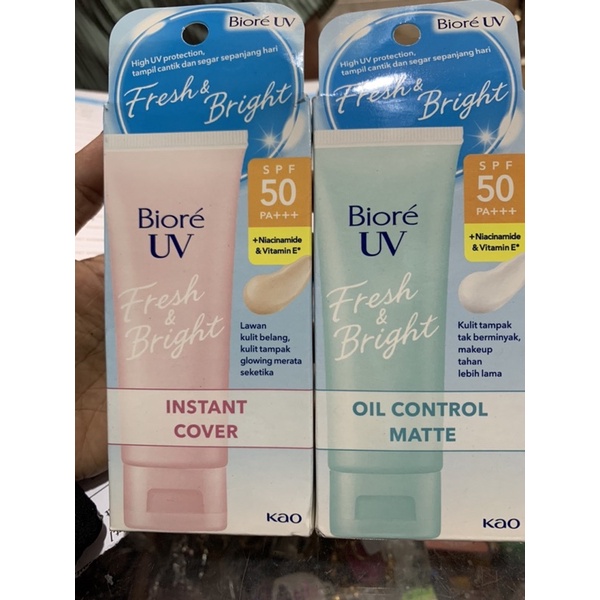 Bioré UV
High UV protection,
tampil cantik dan segar sepanjang hari
Fresh &
Bright
SPF
50
PA+++
+Niacinamide
& Vitamin E*
Bioré
UV
Fresh
&
Bright
Lawan
kulit belang,
kulit tampak
glowing merata
seketika
INSTANT
COVER
Kao
Bioré UV
High UV protection,
tampil cantik dan segar sepanjang hari
Fresh &
Bright
SPF
50
PA+++
+Niacinamide
& Vitamin E*
Bioré
UV
Fresh
&
Bright
Kulit tampak
tak berminyak,
makeup
tahan
lebih lama
OIL CONTROL
MATTE
Kao